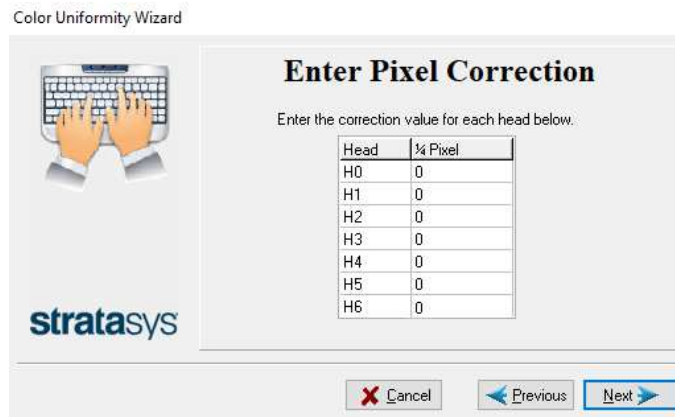 Color Uniformity Wizard
Enter Pixel Correction
Enter the correction value for each head below.
Head ¼ Pixel
H0 0
H1 0
H2 0
H3 0
H4 0
H5 0
H6 0
stratasys
Cancel Previous Next